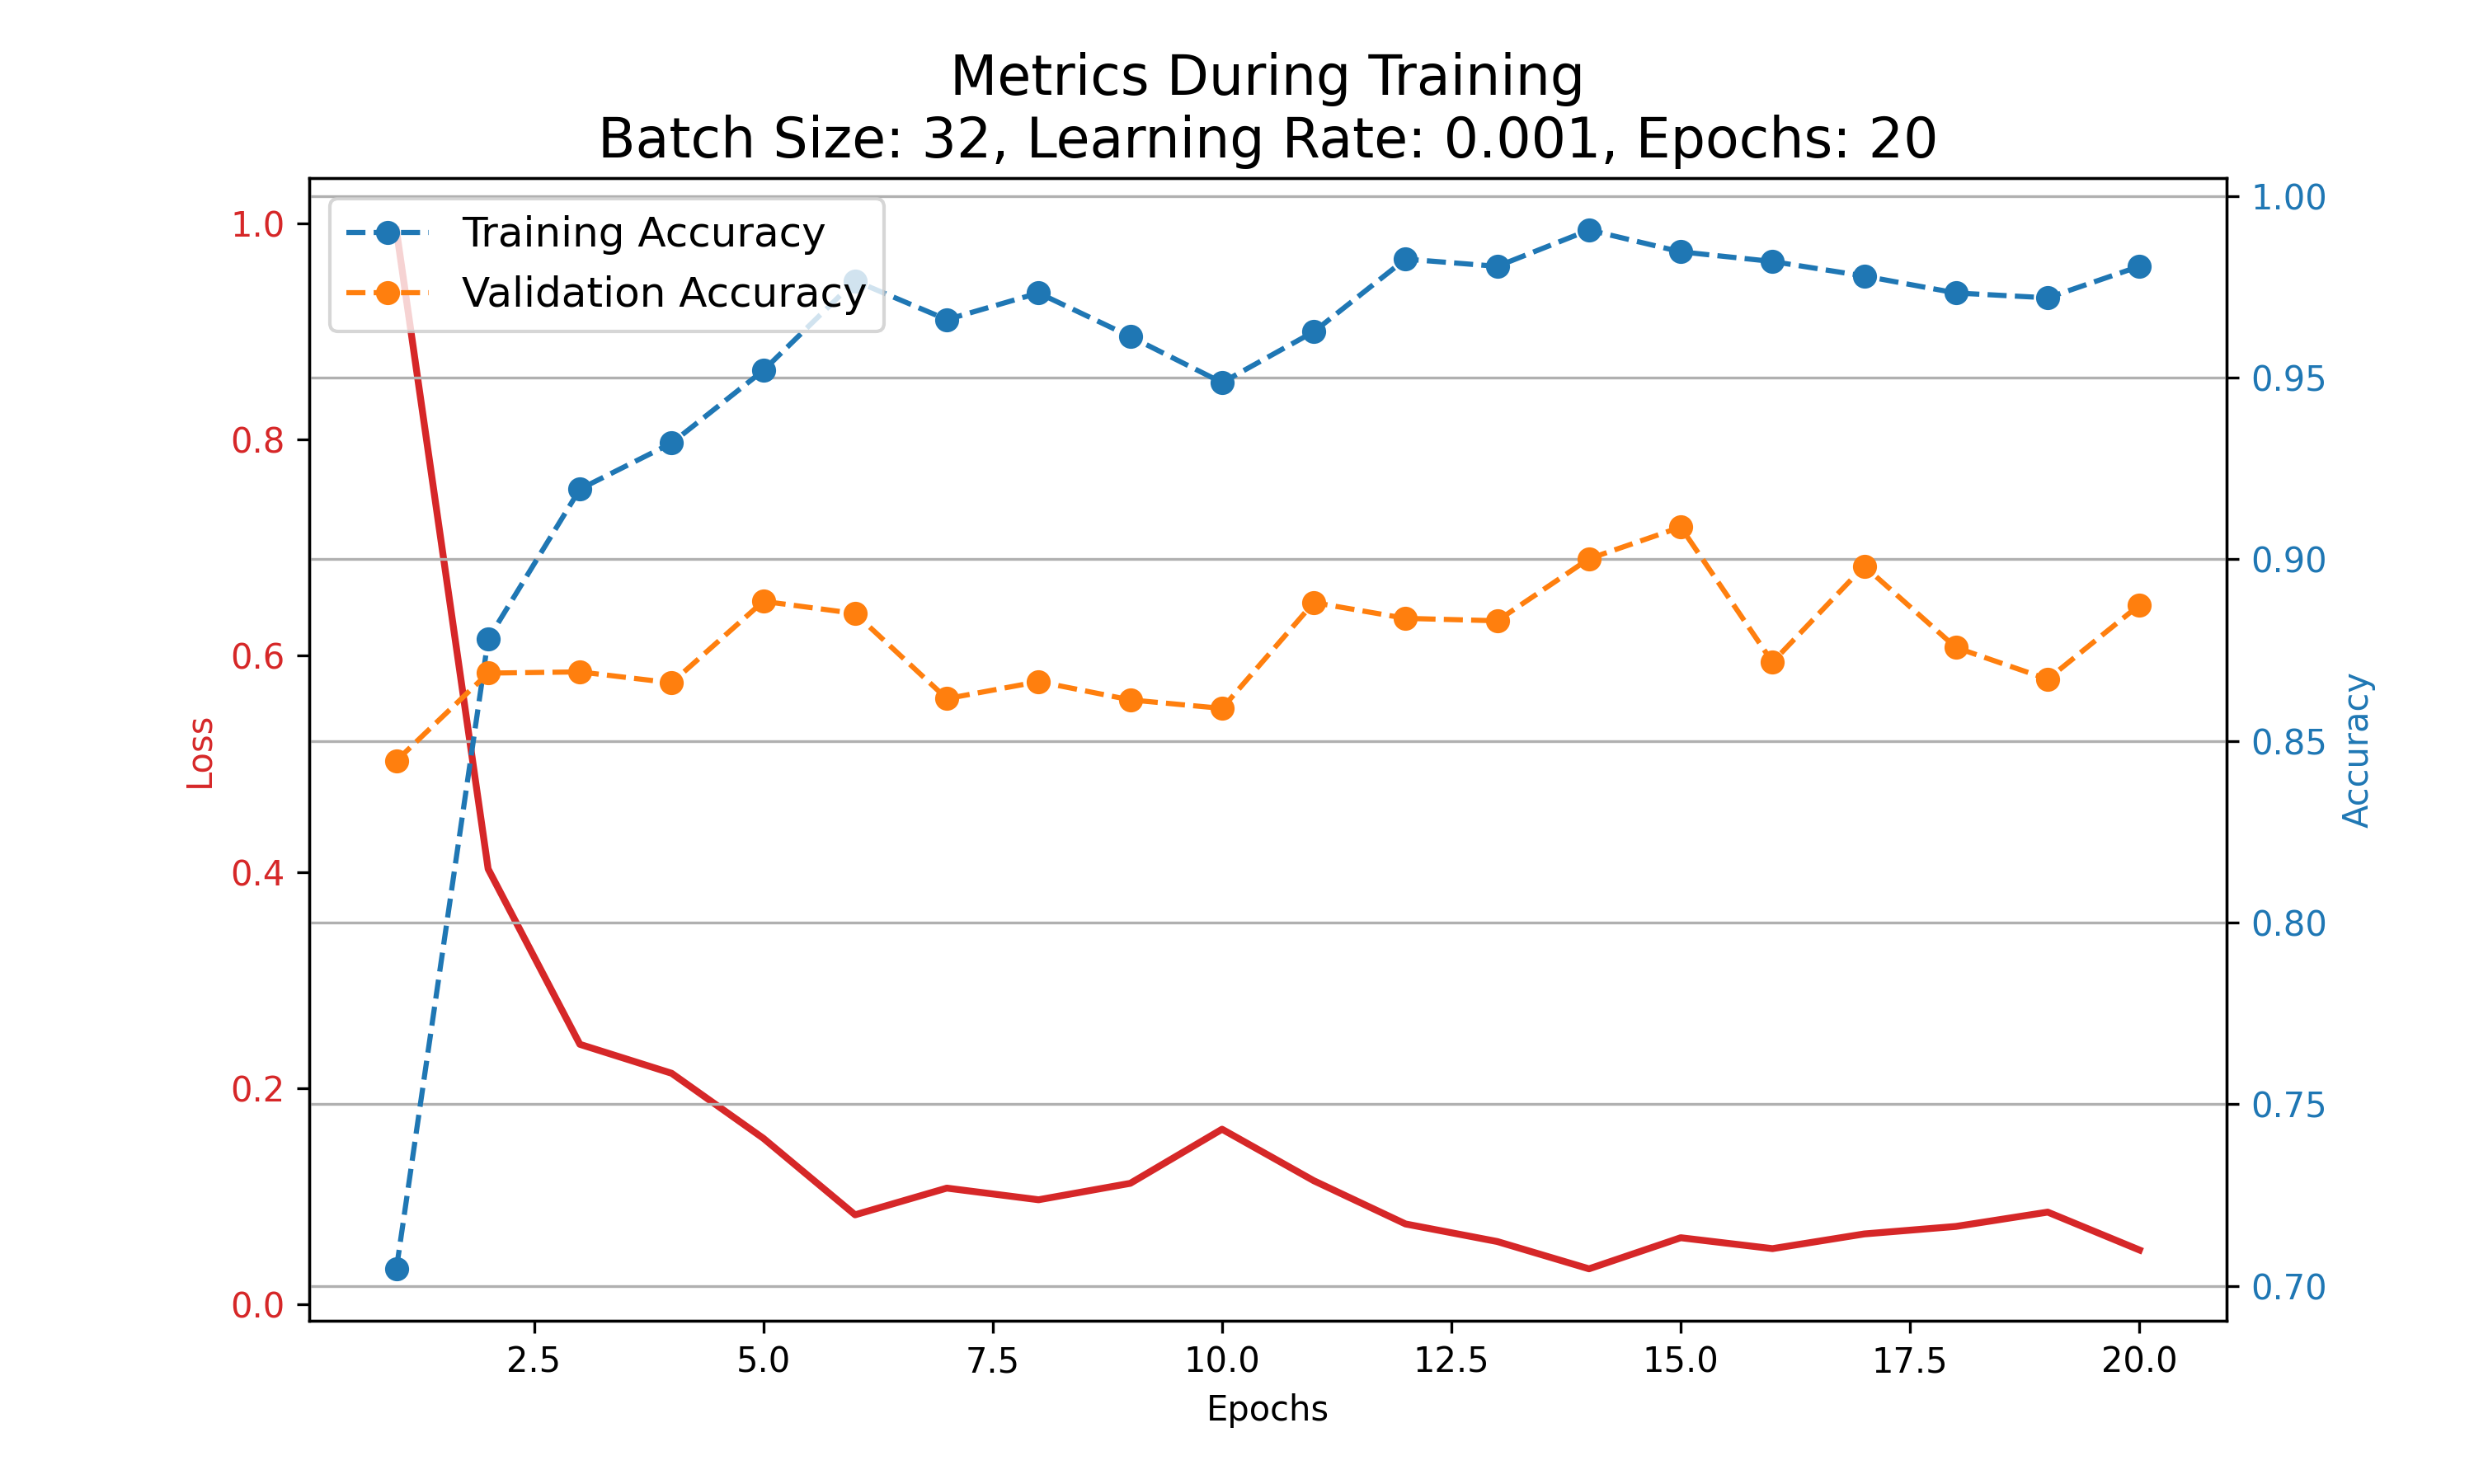 Metrics During Training
Batch Size: 32, Learning Rate: 0.001, Epochs: 20
Training Accuracy
Validation Accuracy
1.0
0.8
0.6
0.4
0.2
0.0
Loss
1.00
0.95
0.90
0.85
0.80
0.75
0.70
Accuracy
2.5 5.0 7.5 10.0 12.5 15.0 17.5 20.0
Epochs